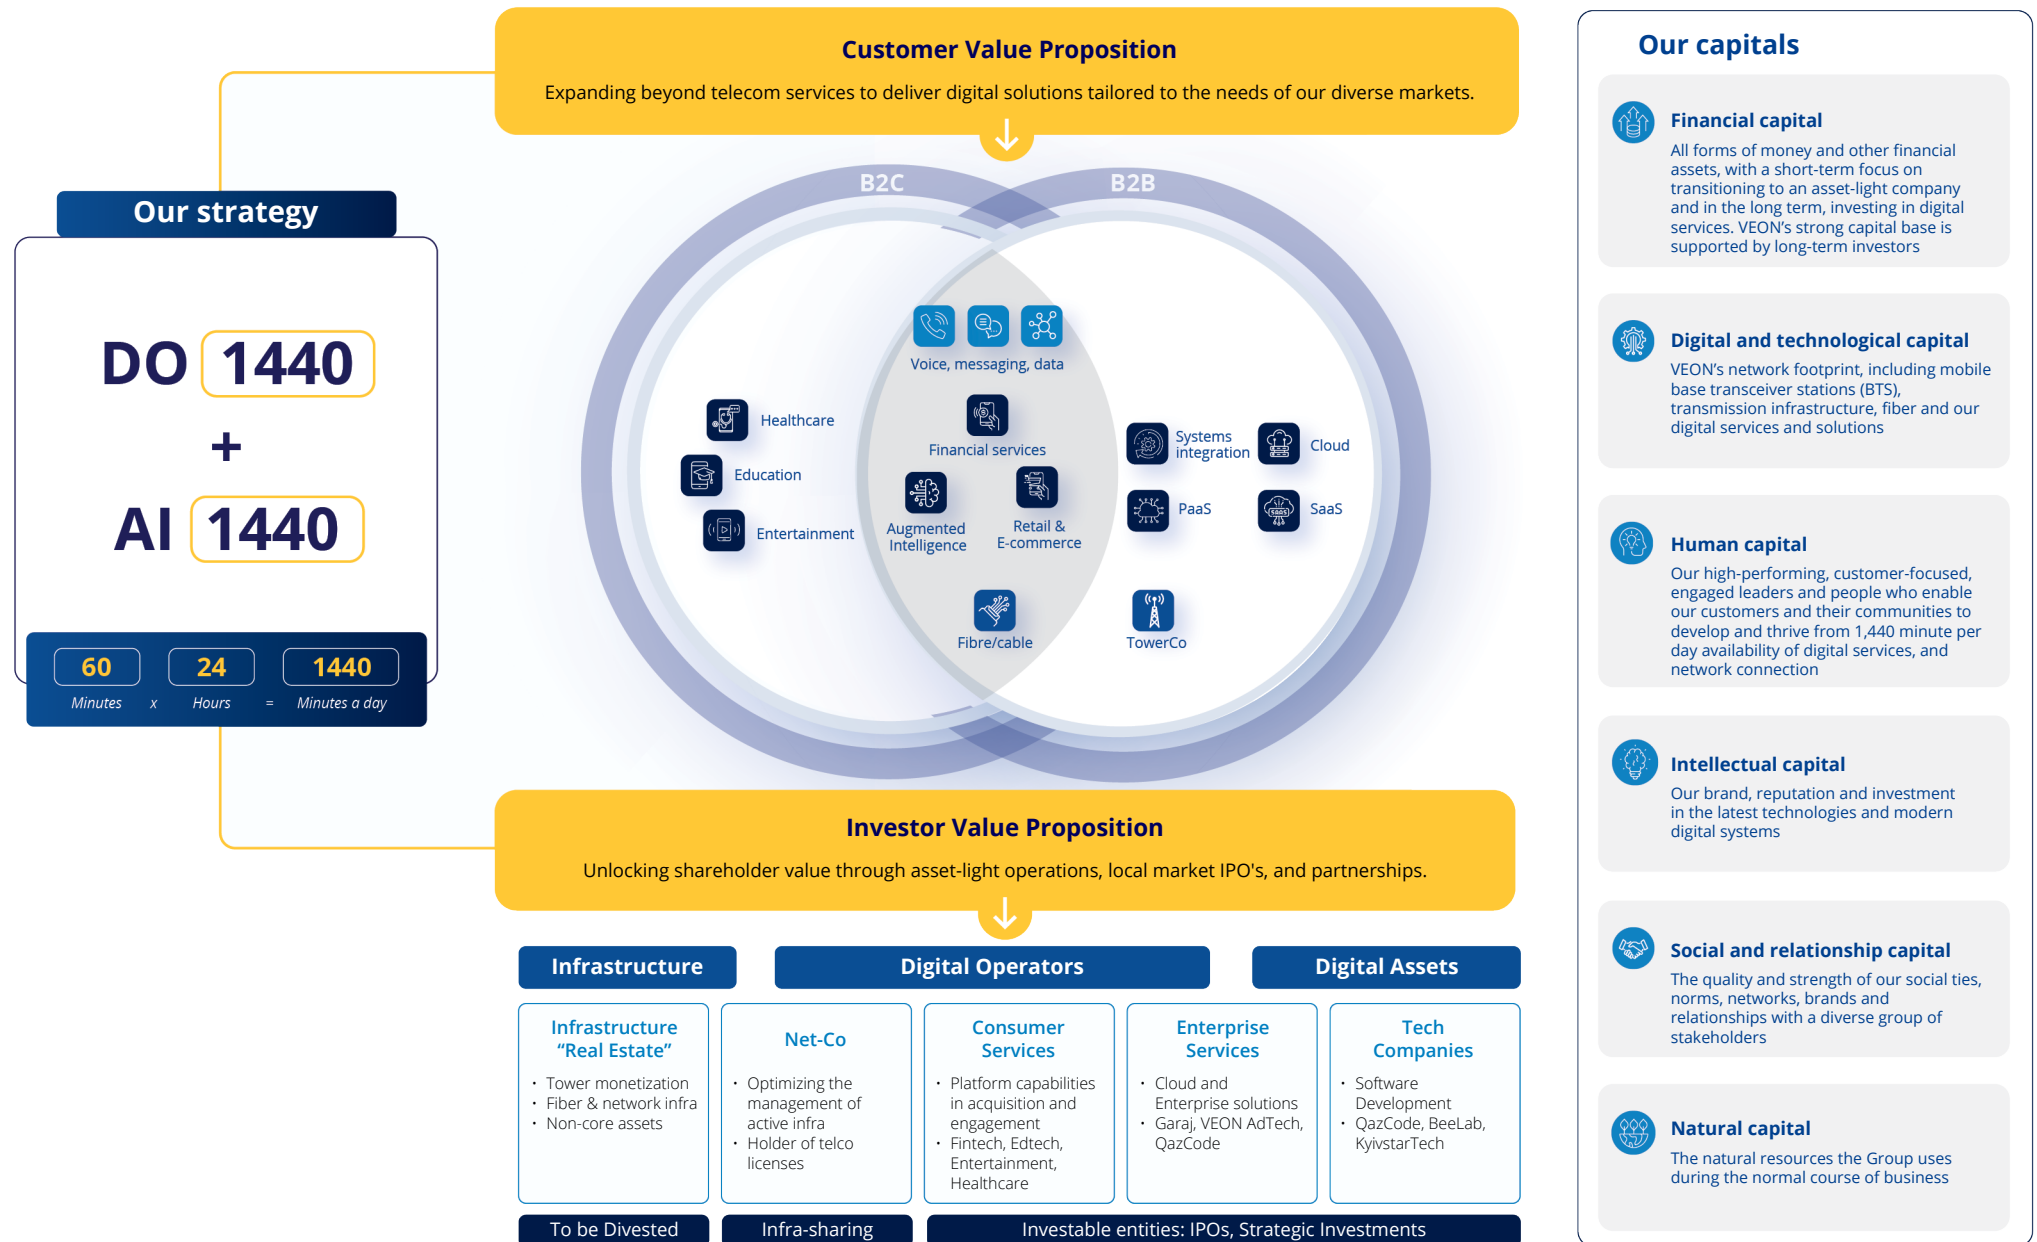 Our strategy
DO 1440
+
AI 1440
60 24 1440
Minutes x Hours = Minutes a day
Customer Value Proposition
Expanding beyond telecom services to deliver digital solutions tailored to the needs of our diverse markets.
B2C
B2B
Voice, messaging, data
Healthcare
Education
Entertainment
Financial services
Augmented
Intelligence
Retail &
E-commerce
Fibre/cable
Systems
integration
Cloud
PaaS
SaaS
SAAS
TowerCo
Investor Value Proposition
Unlocking shareholder value through asset-light operations, local market IPO's, and partnerships.
Infrastructure
Digital Operators
Digital Assets
Infrastructure
“Real Estate”
• Tower monetization
• Fiber & network infra
• Non-core assets
Net-Co
• Optimizing the
management of
active infra
• Holder of telco
licenses
Consumer
Services
• Platform capabilities
in acquisition and
engagement
• Fintech, Edtech,
Entertainment,
Healthcare
Enterprise
Services
• Cloud and
Enterprise solutions
• Garaj, VEON AdTech,
QazCode
Tech
Companies
• Software
Development
• QazCode, BeeLab,
KyivstarTech
To be Divested
Infra-sharing
Investable entities: IPOs, Strategic Investments
Our capitals
Financial capital
All forms of money and other financial
assets, with a short-term focus on
transitioning to an asset-light company
and in the long term, investing in digital
services. VEON’s strong capital base is
supported by long-term investors
Digital and technological capital
VEON’s network footprint, including mobile
base transceiver stations (BTS),
transmission infrastructure, fiber and our
digital services and solutions
Human capital
Our high-performing, customer-focused,
engaged leaders and people who enable
our customers and their communities to
develop and thrive from 1,440 minute per
day availability of digital services, and
network connection
Intellectual capital
Our brand, reputation and investment
in the latest technologies and modern
digital systems
Social and relationship capital
The quality and strength of our social ties,
norms, networks, brands and
relationships with a diverse group of
stakeholders
Natural capital
The natural resources the Group uses
during the normal course of business